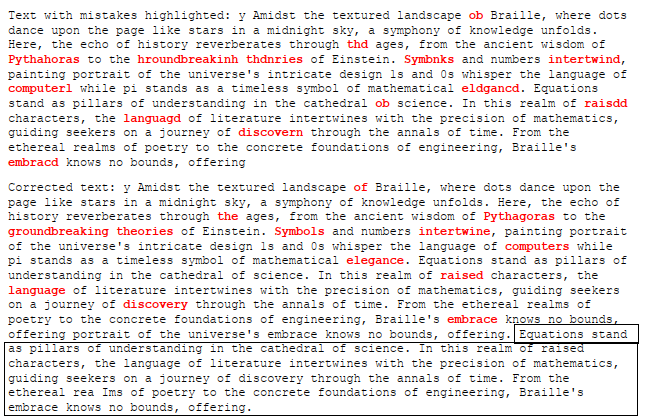 Text with mistakes highlighted: y Amidst the textured landscape ob Braille, where dots
dance upon the page like stars in a midnight sky, a symphony of knowledge unfolds.
Here, the echo of history reverberates through thd ages, from the ancient wisdom of
Pythahoras to the hroundbreakinh thdnries of Einstein. Symbnks and numbers intertwind,
painting portrait of the universe's intricate design 1s and 0s whisper the language of
computerl while pi stands as a timeless symbol of mathematical eldgancd. Equations
stand as pillars of understanding in the cathedral ob science. In this realm of raisdd
characters, the languagd of literature intertwines with the precision of mathematics,
guiding seekers on a journey of discovern through the annals of time. From the
ethereal realms of poetry to the concrete foundations of engineering, Braille's
embracd knows no bounds, offering
Corrected text: y Amidst the textured landscape of Braille, where dots dance upon the
page like stars in a midnight sky, a symphony of knowledge unfolds. Here, the echo of
history reverberates through the ages, from the ancient wisdom of Pythagoras to the
groundbreaking theories of Einstein. Symbols and numbers intertwine, painting portrait
of the universe's intricate design 1s and 0s whisper the language of computers while
pi stands as a timeless symbol of mathematical elegance. Equations stand as pillars of
understanding in the cathedral of science. In this realm of raised characters, the
language of literature intertwines with the precision of mathematics, guiding seekers
on a journey of discovery through the annals of time. From the ethereal realms of
poetry to the concrete foundations of engineering, Braille's embrace knows no bounds,
offering portrait of the universe's embrace knows no bounds, offering. Equations stand
as pillars of understanding in the cathedral of science. In this realm of raised
characters, the language of literature intertwines with the precision of mathematics,
guiding seekers on a journey of discovery through the annals of time. From the
ethereal rea Ims of poetry to the concrete foundations of engineering, Braille's
embrace knows no bounds, offering.